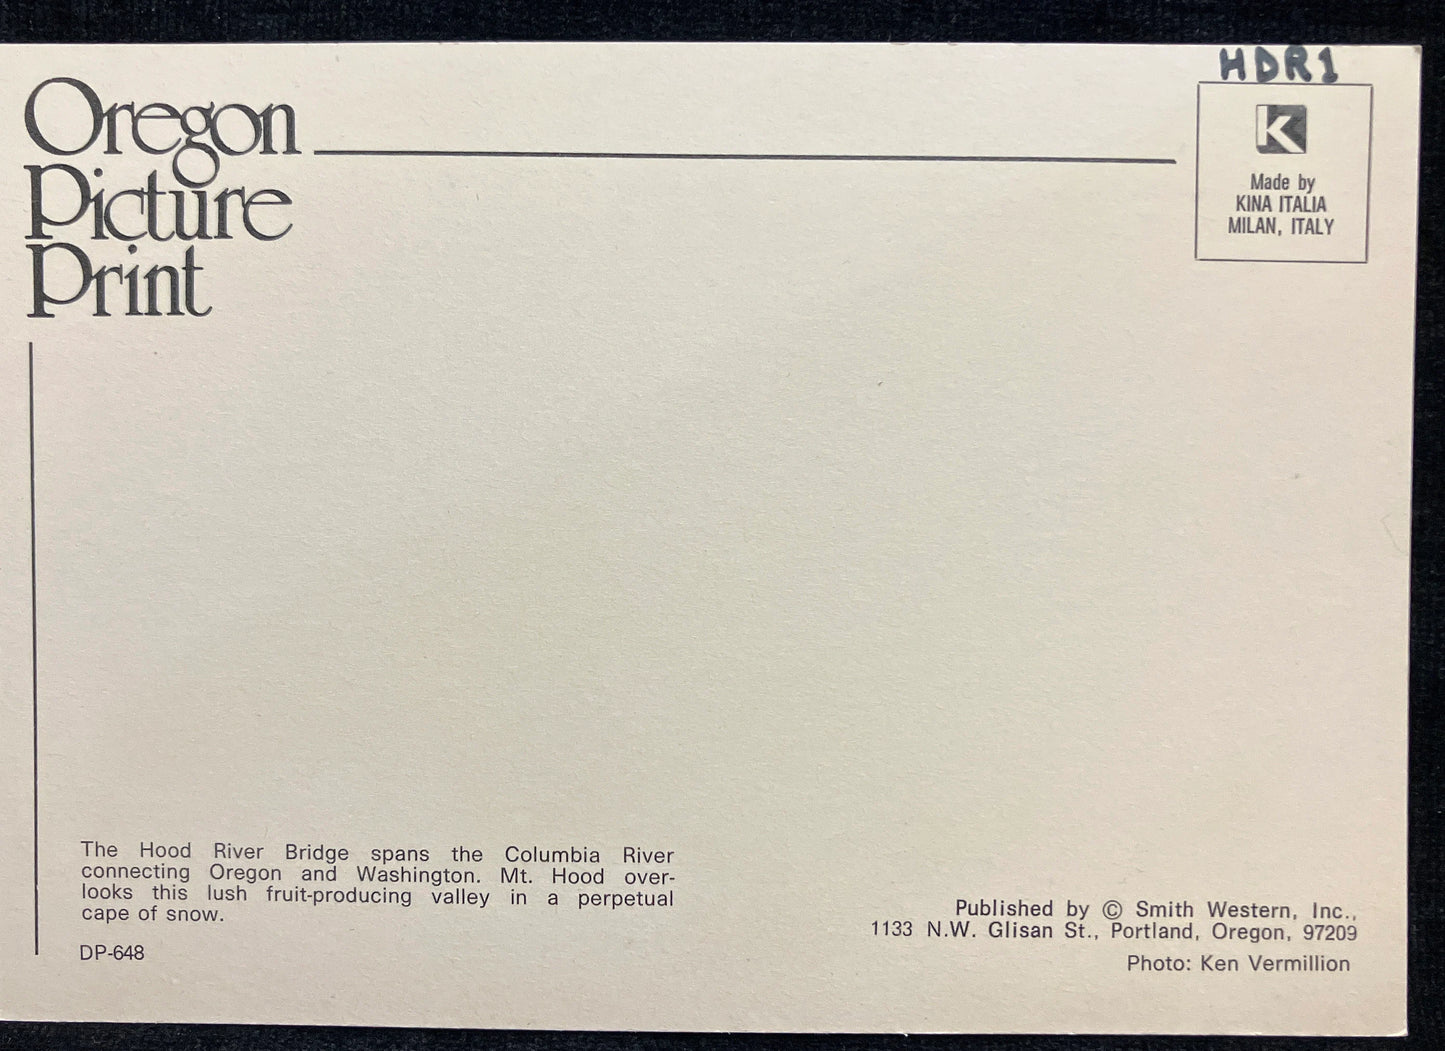 HDR1
Oregon
Picture
Print
K
Made by
KINA ITALIA
MILAN, ITALY
The Hood River Bridge spans the Columbia River
connecting Oregon and Washington. Mt. Hood over-
looks this lush fruit-producing valley in a perpetual
cape of snow.
DP-648
Published by © Smith Western, Inc.,
1133 N.W. Glisan St., Portland, Oregon, 97209
Photo: Ken Vermillion